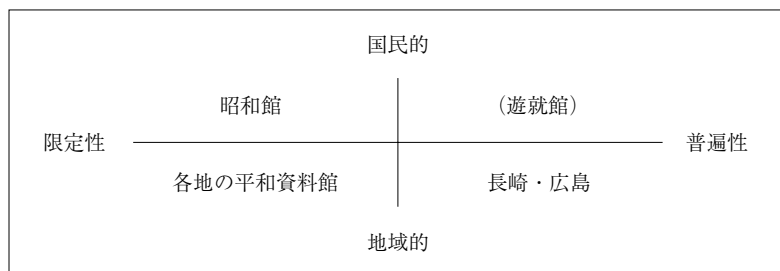 国民的
昭和館 (遊就館)
限定性 普遍性
各地の平和資料館 長崎・広島
地域的